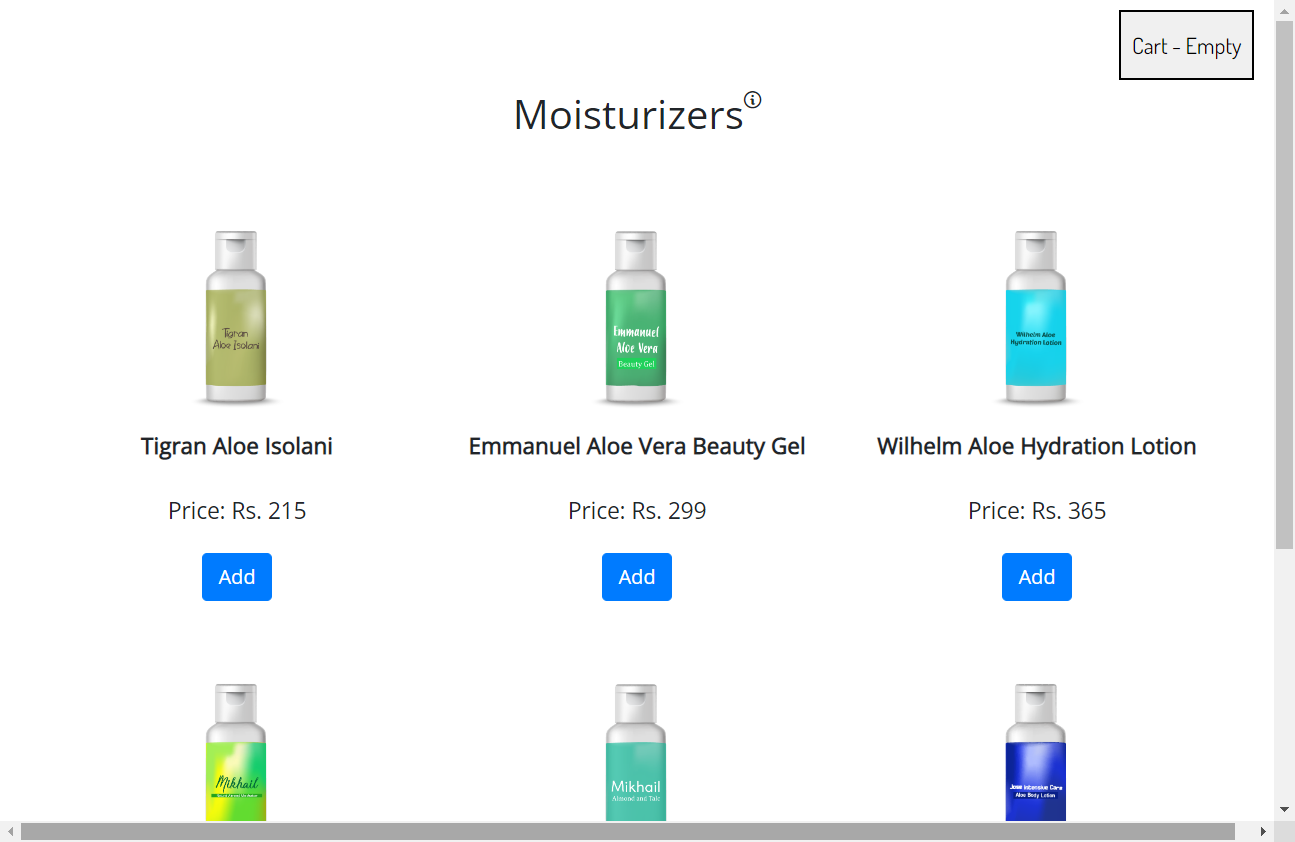 Cart - Empty
Moisturizers
Tigran
Aloe Isolani
Emmanuel
Aloe Vera
Beauty Gel
Wilhelm Aloe
Hydration Lotion
Tigran Aloe Isolani
Emmanuel Aloe Vera Beauty Gel
Wilhelm Aloe Hydration Lotion
Price: Rs. 215
Price: Rs. 299
Price: Rs. 365
Add
Add
Add
Mikhail
Mikhail
Almond and Talc
Jose Intensive Care
Aloe Body Lotion